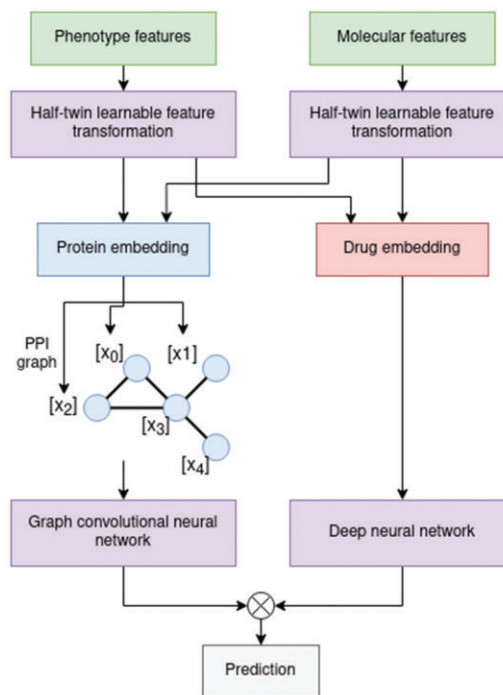 Phenotype features
Molecular features
Half-twin learnable feature
transformation
Half-twin learnable feature
transformation
Protein embedding
Drug embedding
PPI
graph
[x₀]
[x1]
[x₂]
[x₃]
[x₄]
Graph convolutional neural
network
Deep neural network
Prediction